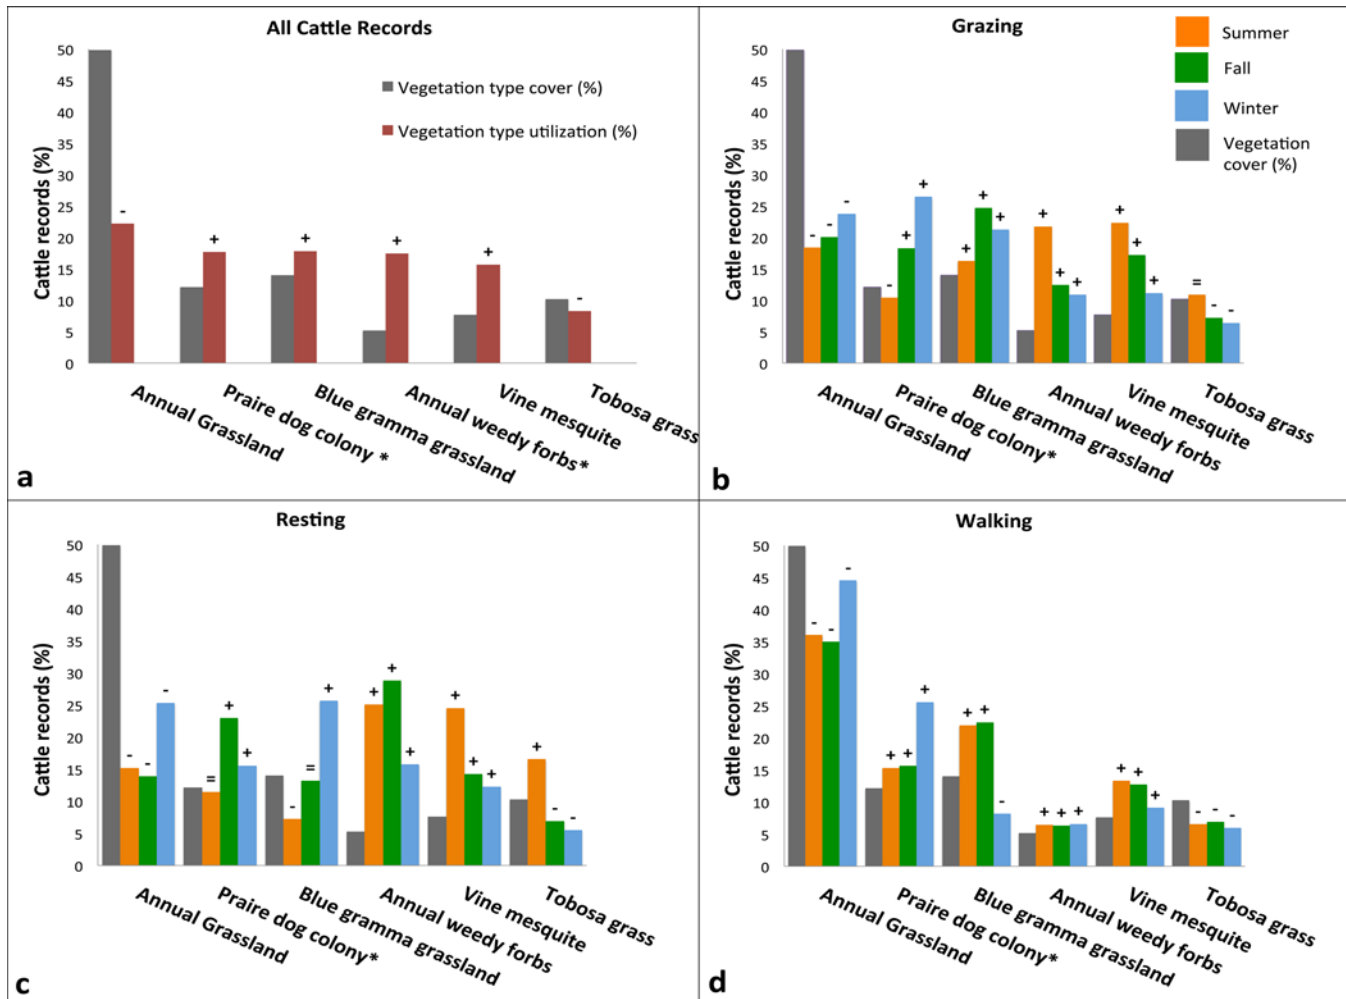 All Cattle Records
Cattle records (%)
50
45
40
35
30
25
20
15
10
5
0
Vegetation type cover (%)
Vegetation type utilization (%)
-
+
+
+
+
-
Annual Grassland
Praire dog colony *
Blue gramma grassland
Annual weedy forbs*
Vine mesquite
Tobosa grass
a
Grazing
Cattle records (%)
50
45
40
35
30
25
20
15
10
5
0
Summer
Fall
Winter
Vegetation
cover (%)
- - -
- + +
+ + +
+ + +
+ + +
= - -
Annual Grassland
Praire dog colony*
Blue gramma grassland
Annual weedy forbs
Vine mesquite
Tobosa grass
b
Resting
Cattle records (%)
50
45
40
35
30
25
20
15
10
5
0
- - -
= + +
- = +
+ + +
+ + +
+ - -
Annual Grassland
Praire dog colony*
Blue gramma grassland
Annual weedy forbs
Vine mesquite
Tobosa grass
c
Walking
Cattle records (%)
50
45
40
35
30
25
20
15
10
5
0
- - -
+ + +
+ + -
+ + +
+ + +
- - -
Annual Grassland
Praire dog colony*
Blue gramma grassland
Annual weedy forbs
Vine mesquite
Tobosa grass
d